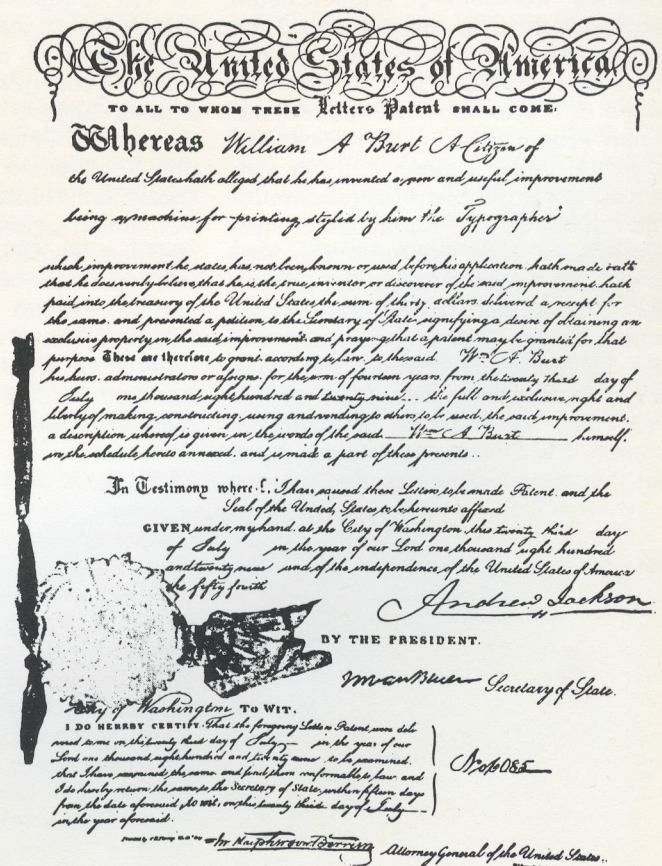 The United States of America
TO ALL TO WHOM THESE Letters Patent SHALL COME.
Whereas William A Burt A Citizen of
the United States hath alleged that he has invented a new and useful improvement
being a machine for printing, styled by him the Typographer"
which improvement he states has not been known or used before his application hath made oath
that he does verily believe that he is the true inventor or discoverer of the said improvement hath
paid into the treasury of the United States the sum of thirty dollars delivered a receipt for
the same and presented a petition to the Secretary of State signifying a desire of obtaining an
exclusive property in the said improvement and praying that a patent may be granted for that
purpose These are therefore to grant according to law to the said Wm A. Burt
his heirs administrators or assigns for the term of fourteen years from the twenty third day of
July one thousand eight hundred and twenty nine... the full and exclusive right and
liberty of making constructing using and vending to others to be used the said improvement.
a description whereof is given in the words of the said Wm A Burt himself
in the schedule hereto annexed and is made a part of these presents..
In Testimony where I have caused these Letters to be made Patent and the
Seal of the United States to be hereunto affixed
GIVEN under my hand at the City of Washington this twenty third day
of July in the year of our Lord one thousand eight hundred
and twenty nine and of the independence of the United States of America
the fifty fourth
Andrew Jackson
BY THE PRESIDENT.
M Van Buren Secretary of State.
City of Washington TO WIT.
I DO HEREBY CERTIFY That the foregoing Letters Patent were deli
vered to me on the twenty third day of July in the year of our
Lord one thousand eight hundred and twenty nine to be examined
that I have examined the same and find them conformable to law and
I do hereby return the same to the Secretary of State within fifteen days
from the date aforesaid to wit on this twenty third day of July
in the year aforesaid.
No 6085
Attorney General of the United States..